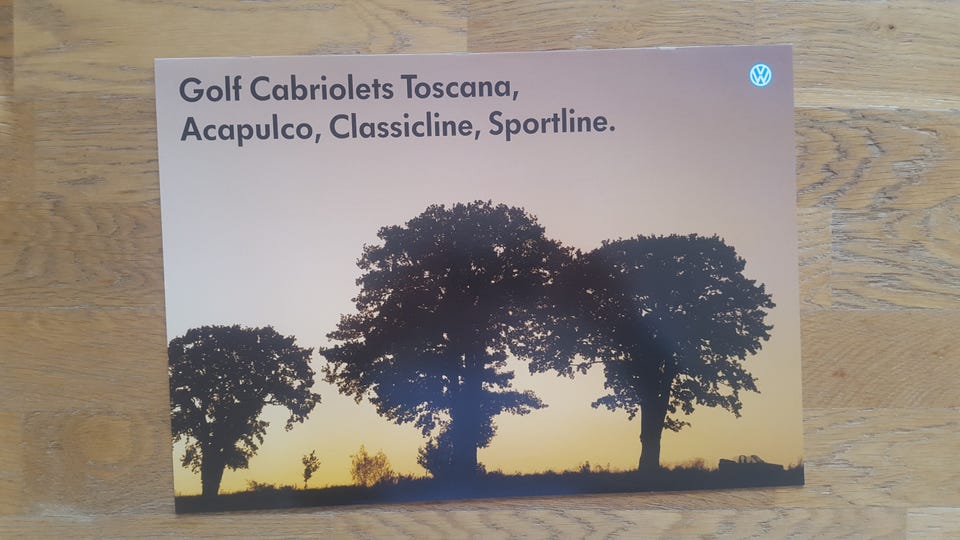 Golf Cabriolets Toscana,
Acapulco, Classicline, Sportline.